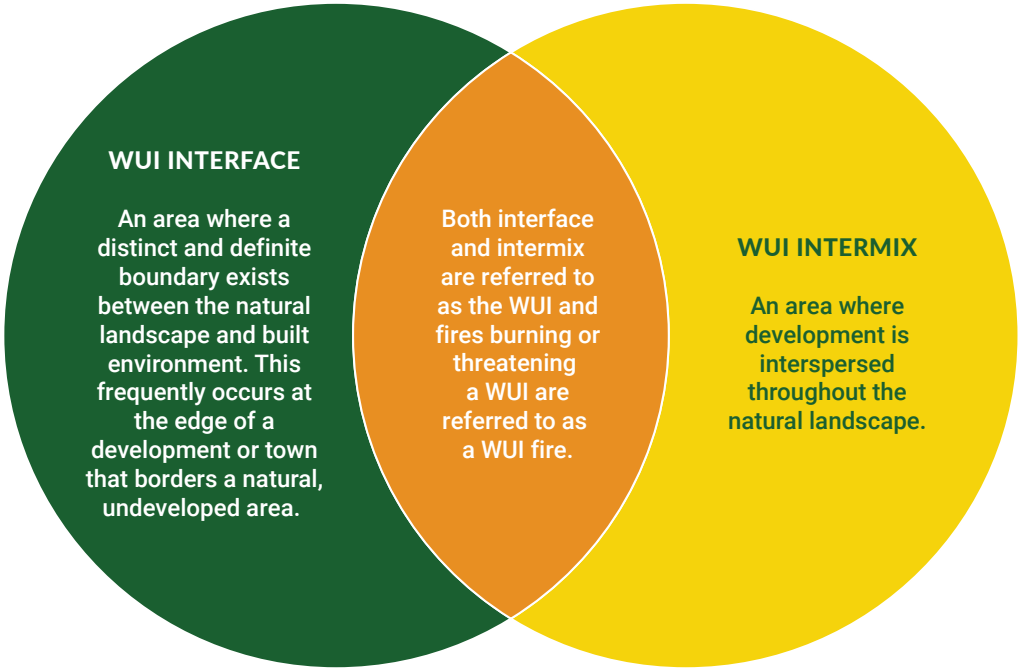 WUI INTERFACE
An area where a
distinct and definite
boundary exists
between the natural
landscape and built
environment. This
frequently occurs at
the edge of a
development or town
that borders a natural,
undeveloped area.
Both interface
and intermix
are referred to
as the WUI and
fires burning or
threatening
a WUI are
referred to as
a WUI fire.
WUI INTERMIX
An area where
development is
interspersed
throughout the
natural landscape.